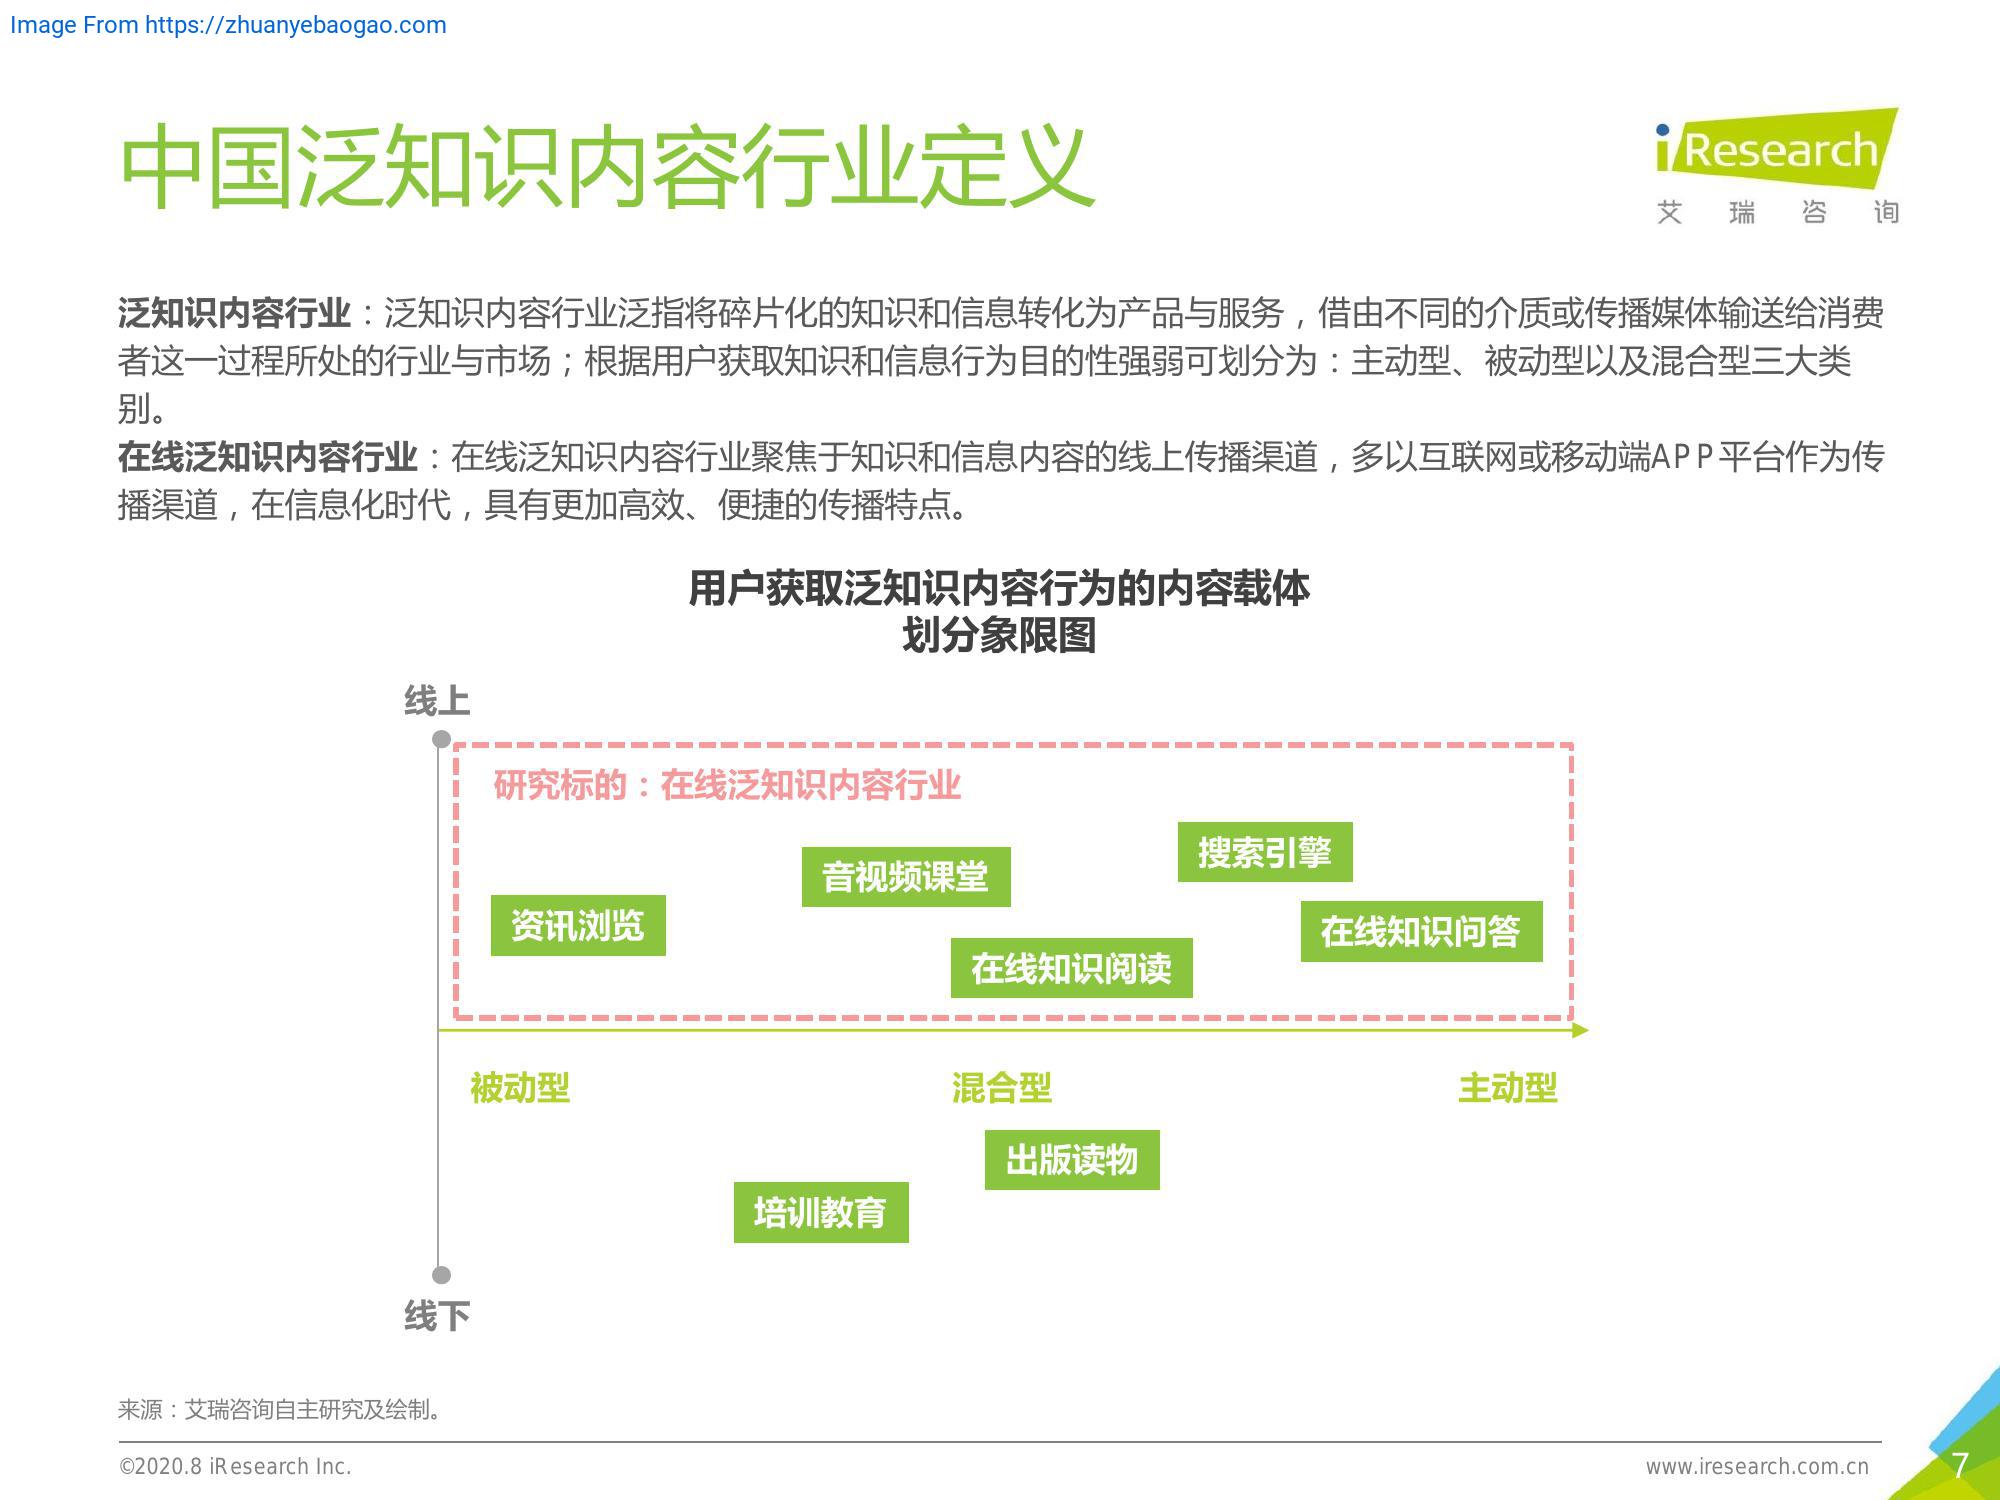 Image From https://zhuanyebaogao.com
中国泛知识内容行业定义
iResearch
艾瑞咨询
泛知识内容行业：泛知识内容行业泛指将碎片化的知识和信息转化为产品与服务，借由不同的介质或传播媒体输送给消费
者这一过程所处的行业与市场；根据用户获取知识和信息行为目的性强弱可划分为：主动型、被动型以及混合型三大类
别。
在线泛知识内容行业：在线泛知识内容行业聚焦于知识和信息内容的线上传播渠道，多以互联网或移动端APP平台作为传
播渠道，在信息化时代，具有更加高效、便捷的传播特点。
用户获取泛知识内容行为的内容载体
划分象限图
线上
研究标的：在线泛知识内容行业
搜索引擎
音视频课堂
资讯浏览
在线知识问答
在线知识阅读
被动型
混合型
主动型
出版读物
培训教育
线下
来源：艾瑞咨询自主研究及绘制。
©2020.8 iResearch Inc.
www.iresearch.com.cn
7